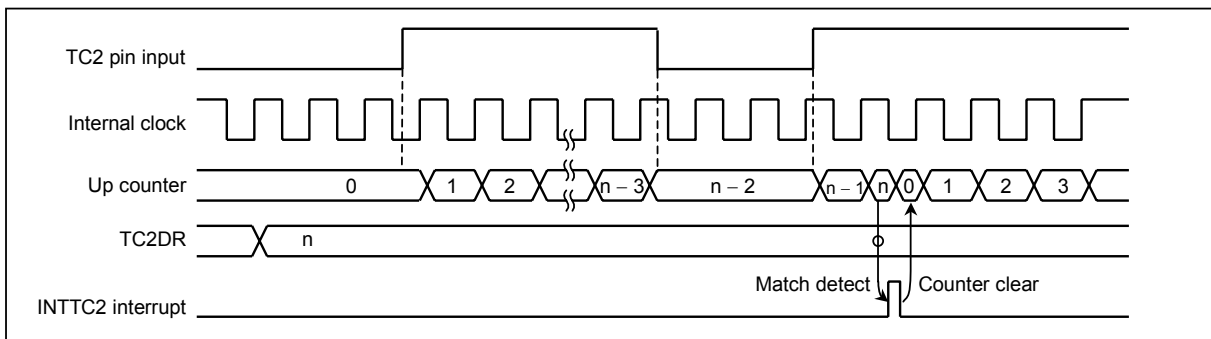 TC2 pin input
Internal clock
Up counter
0
1
2
n – 3
n – 2
n – 1
n
0
1
2
3
TC2DR
n
Match detect
Counter clear
INTTC2 interrupt